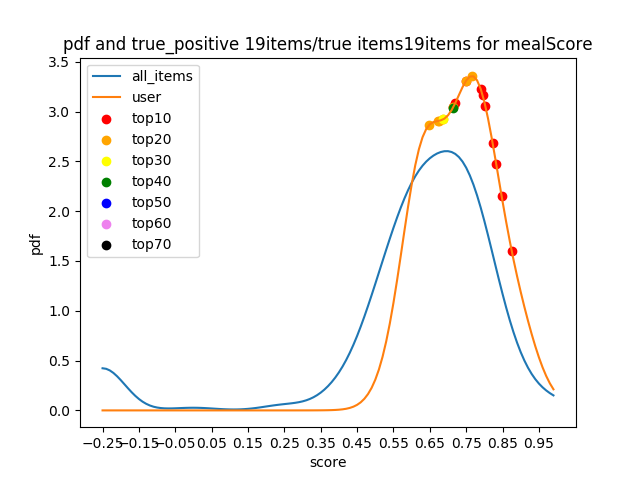 pdf and true_positive 19items/true items19items for mealScore
3.5
3.0
2.5
2.0
1.5
1.0
0.5
0.0
pdf
all_items
user
top10
top20
top30
top40
top50
top60
top70
−0.25 −0.15 −0.05 0.05 0.15 0.25 0.35 0.45 0.55 0.65 0.75 0.85 0.95
score